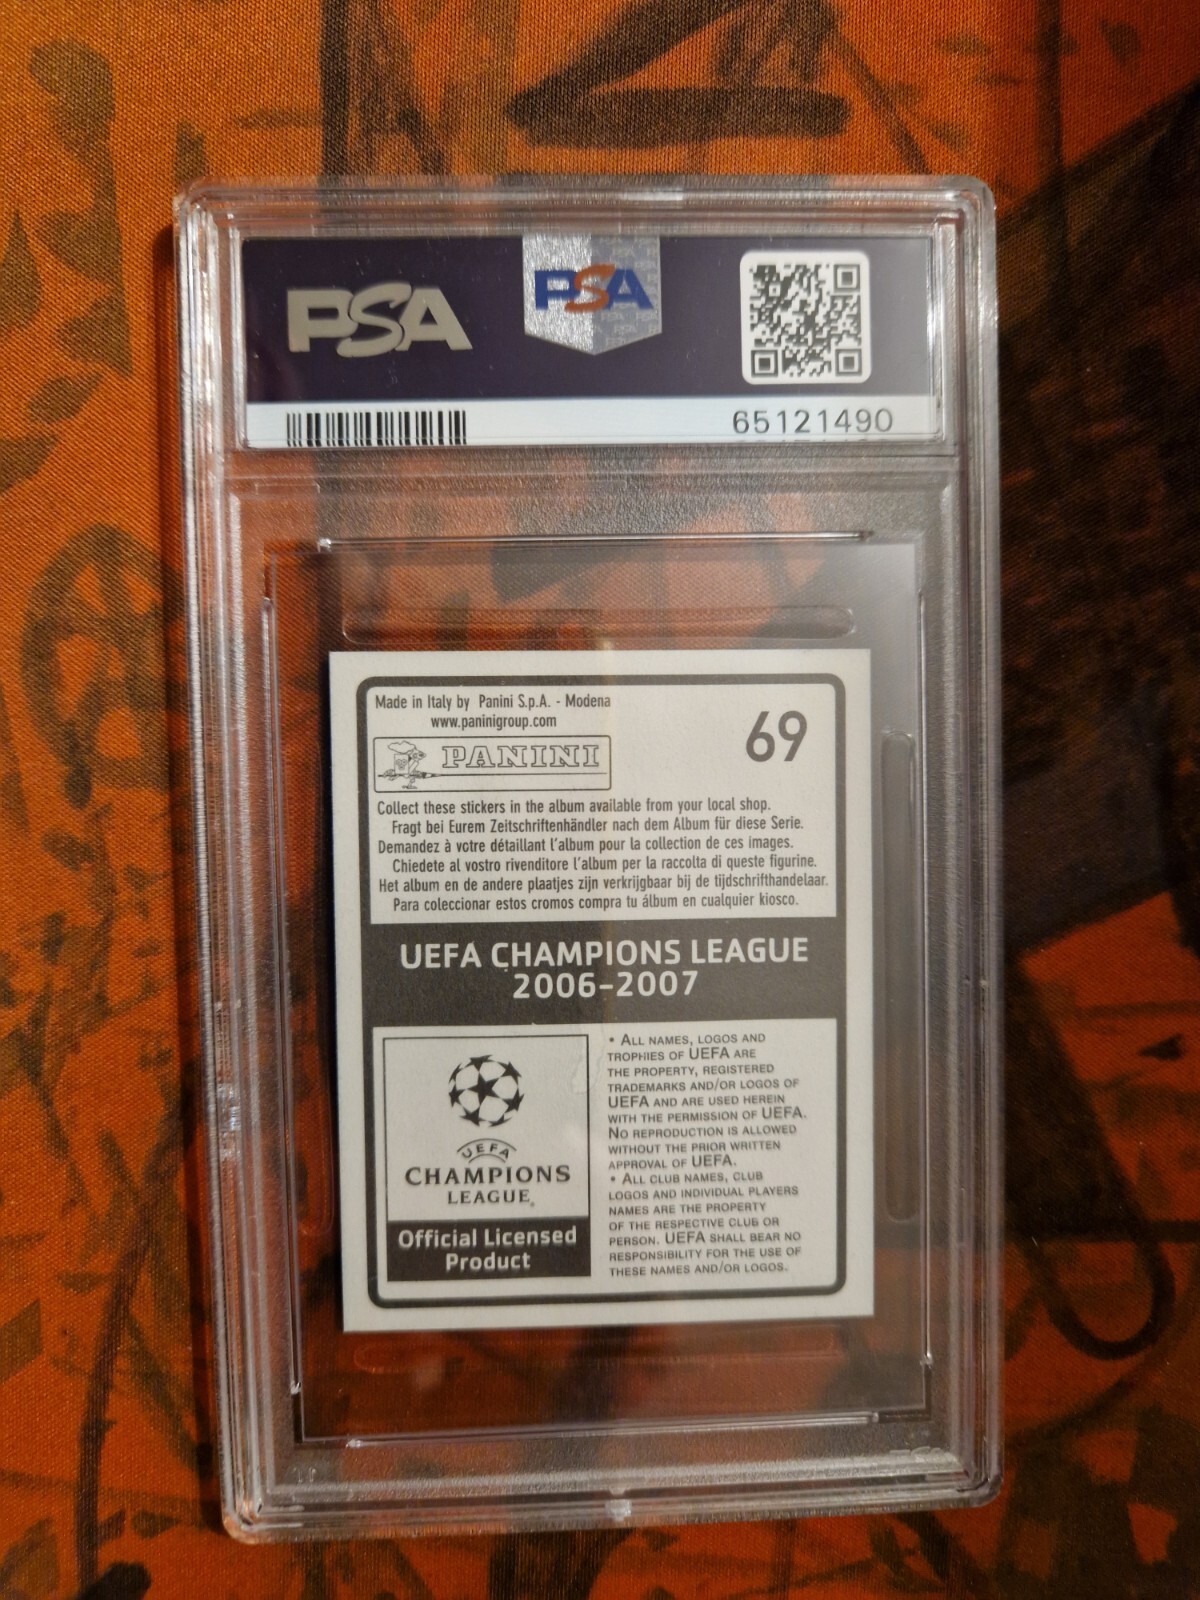 PSA
PSA
65121490
Made in Italy by Panini S.p.A. - Modena
www.paninigroup.com
69
PANINI
Collect these stickers in the album available from your local shop.
Fragt bei Eurem Zeitschriftenhändler nach dem Album für diese Serie.
Demandez à votre détaillant l'album pour la collection de ces images.
Chiedete al vostro rivenditore l'album per la raccolta di queste figurine.
Het album en de andere plaatjes zijn verkrijgbaar bij de tijdschrifthandelaar.
Para coleccionar estos cromos compra tu álbum en cualquier kiosco.
UEFA CHAMPIONS LEAGUE
2006-2007
UEFA
CHAMPIONS
LEAGUE®
Official Licensed
Product
• ALL NAMES, LOGOS AND
TROPHIES OF UEFA ARE
THE PROPERTY, REGISTERED
TRADEMARKS AND/OR LOGOS OF
UEFA AND ARE USED HEREIN
WITH THE PERMISSION OF UEFA.
NO REPRODUCTION IS ALLOWED
WITHOUT THE PRIOR WRITTEN
APPROVAL OF UEFA.
• ALL CLUB NAMES, CLUB
LOGOS AND INDIVIDUAL PLAYERS
NAMES ARE THE PROPERTY
OF THE RESPECTIVE CLUB OR
PERSON. UEFA SHALL BEAR NO
RESPONSIBILITY FOR THE USE OF
THESE NAMES AND/OR LOGOS.
PSA